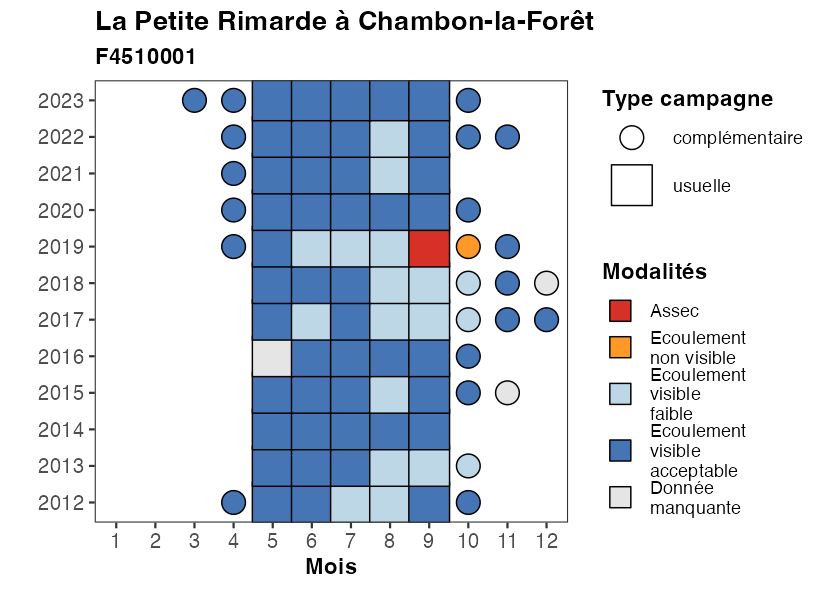 La Petite Rimarde à Chambon-la-Forêt
F4510001
2023
2022
2021
2020
2019
2018
2017
2016
2015
2014
2013
2012
1 2 3 4 5 6 7 8 9 10 11 12
Mois
Type campagne
complémentaire
usuelle
Modalités
Assec
Ecoulement
non visible
Ecoulement
visible
faible
Ecoulement
visible
acceptable
Donnée
manquante